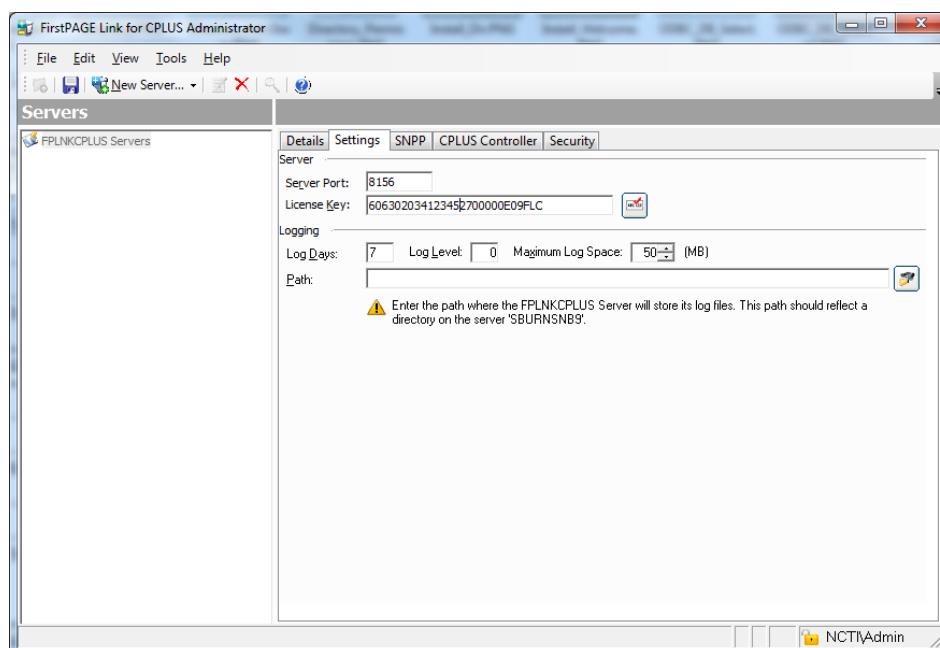 FirstPAGE Link for CPLUS Administrator
File Edit View Tools Help
New Server...
Servers
FPLNKCPLUS Servers
Details Settings SNPP CPLUS Controller Security
Server
Server Port: 8156
License Key: 606302034123452700000E09FLC
Logging
Log Days: 7 Log Level: 0 Maximum Log Space: 50 (MB)
Path:
Enter the path where the FPLNKCPLUS Server will store its log files. This path should reflect a
directory on the server 'SBURNSNB9'.
NCTI\Admin